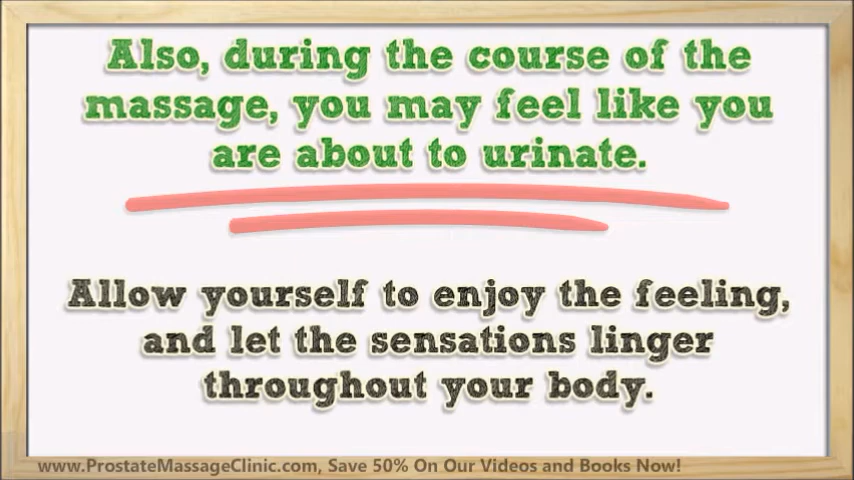 Also, during the course of the
massage, you may feel like you
are about to urinate.
Allow yourself to enjoy the feeling,
and let the sensations linger
throughout your body.
www.ProstateMassageClinic.com, Save 50% On Our Videos and Books Now!